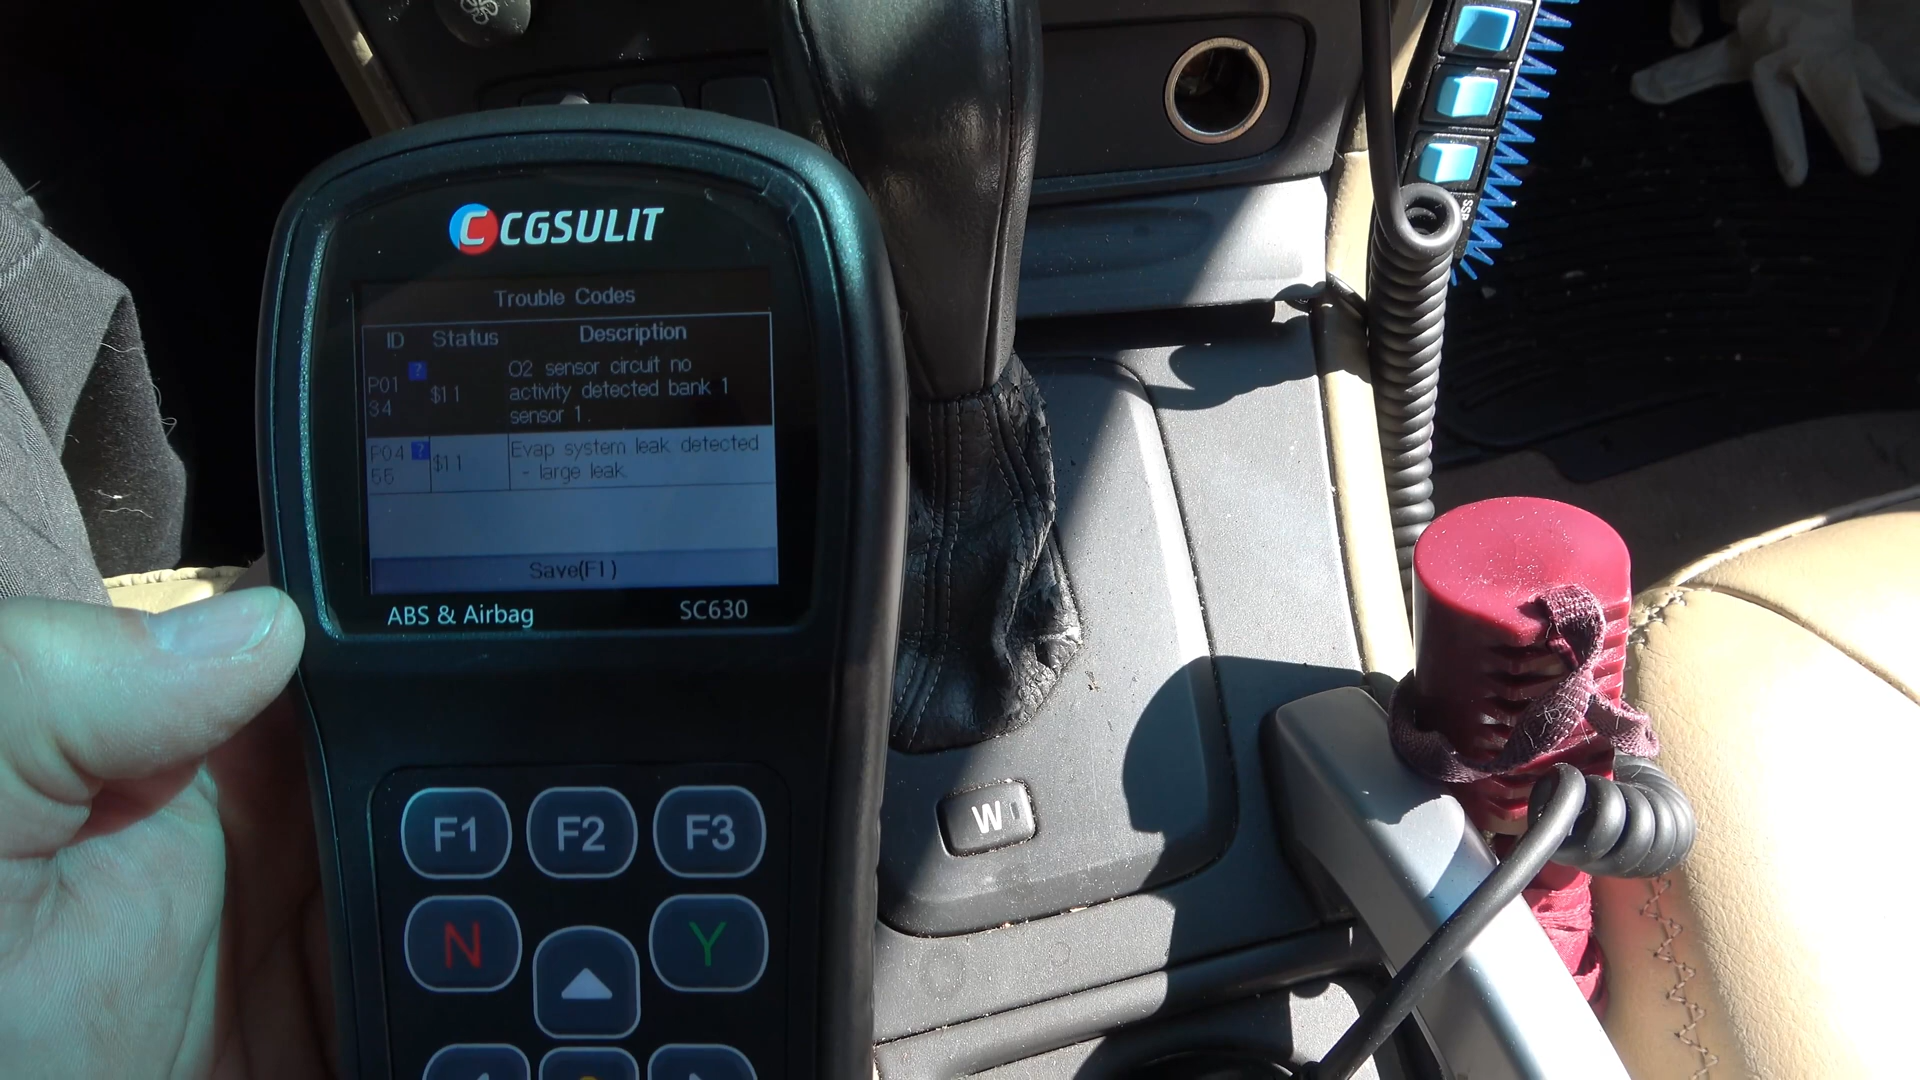 CGSULIT
Trouble Codes
ID Status Description
P01 ? $11 O2 sensor circuit no
34 activity detected bank 1
sensor 1.
P04 ? $11 Evap system leak detected
55 - large leak.
Save(F1)
ABS & Airbag SC630
F1 F2 F3
N Y
W
SSP